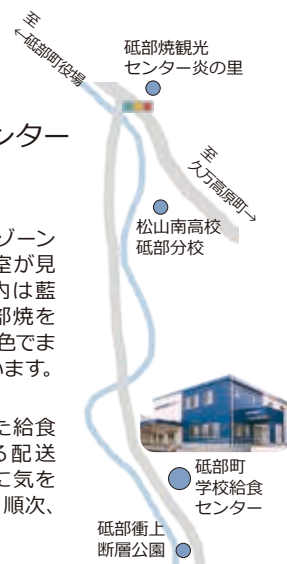 至
←砥部町役場
砥部焼観光
センター炎の里
ンター
至
久万高原町→
松山南高校
砥部分校
ゾーン
室が見
内は藍
部焼を
色でま
います。
た給食
る配送
に気を
順次、
砥部町
学校給食
センター
砥部衝上
断層公園